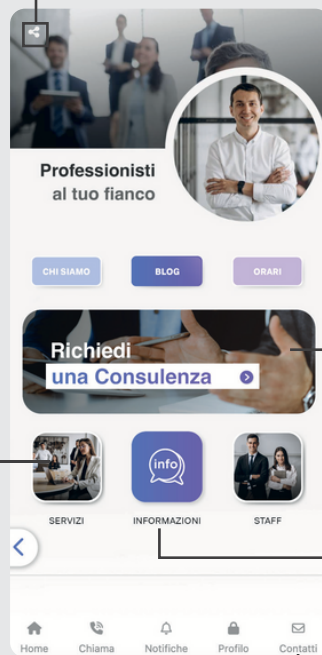 Professionisti
al tuo fianco
CHI SIAMO
BLOG
ORARI
Richiedi
una Consulenza
info
SERVIZI
INFORMAZIONI
STAFF
Home
Chiama
Notifiche
Profilo
Contatti